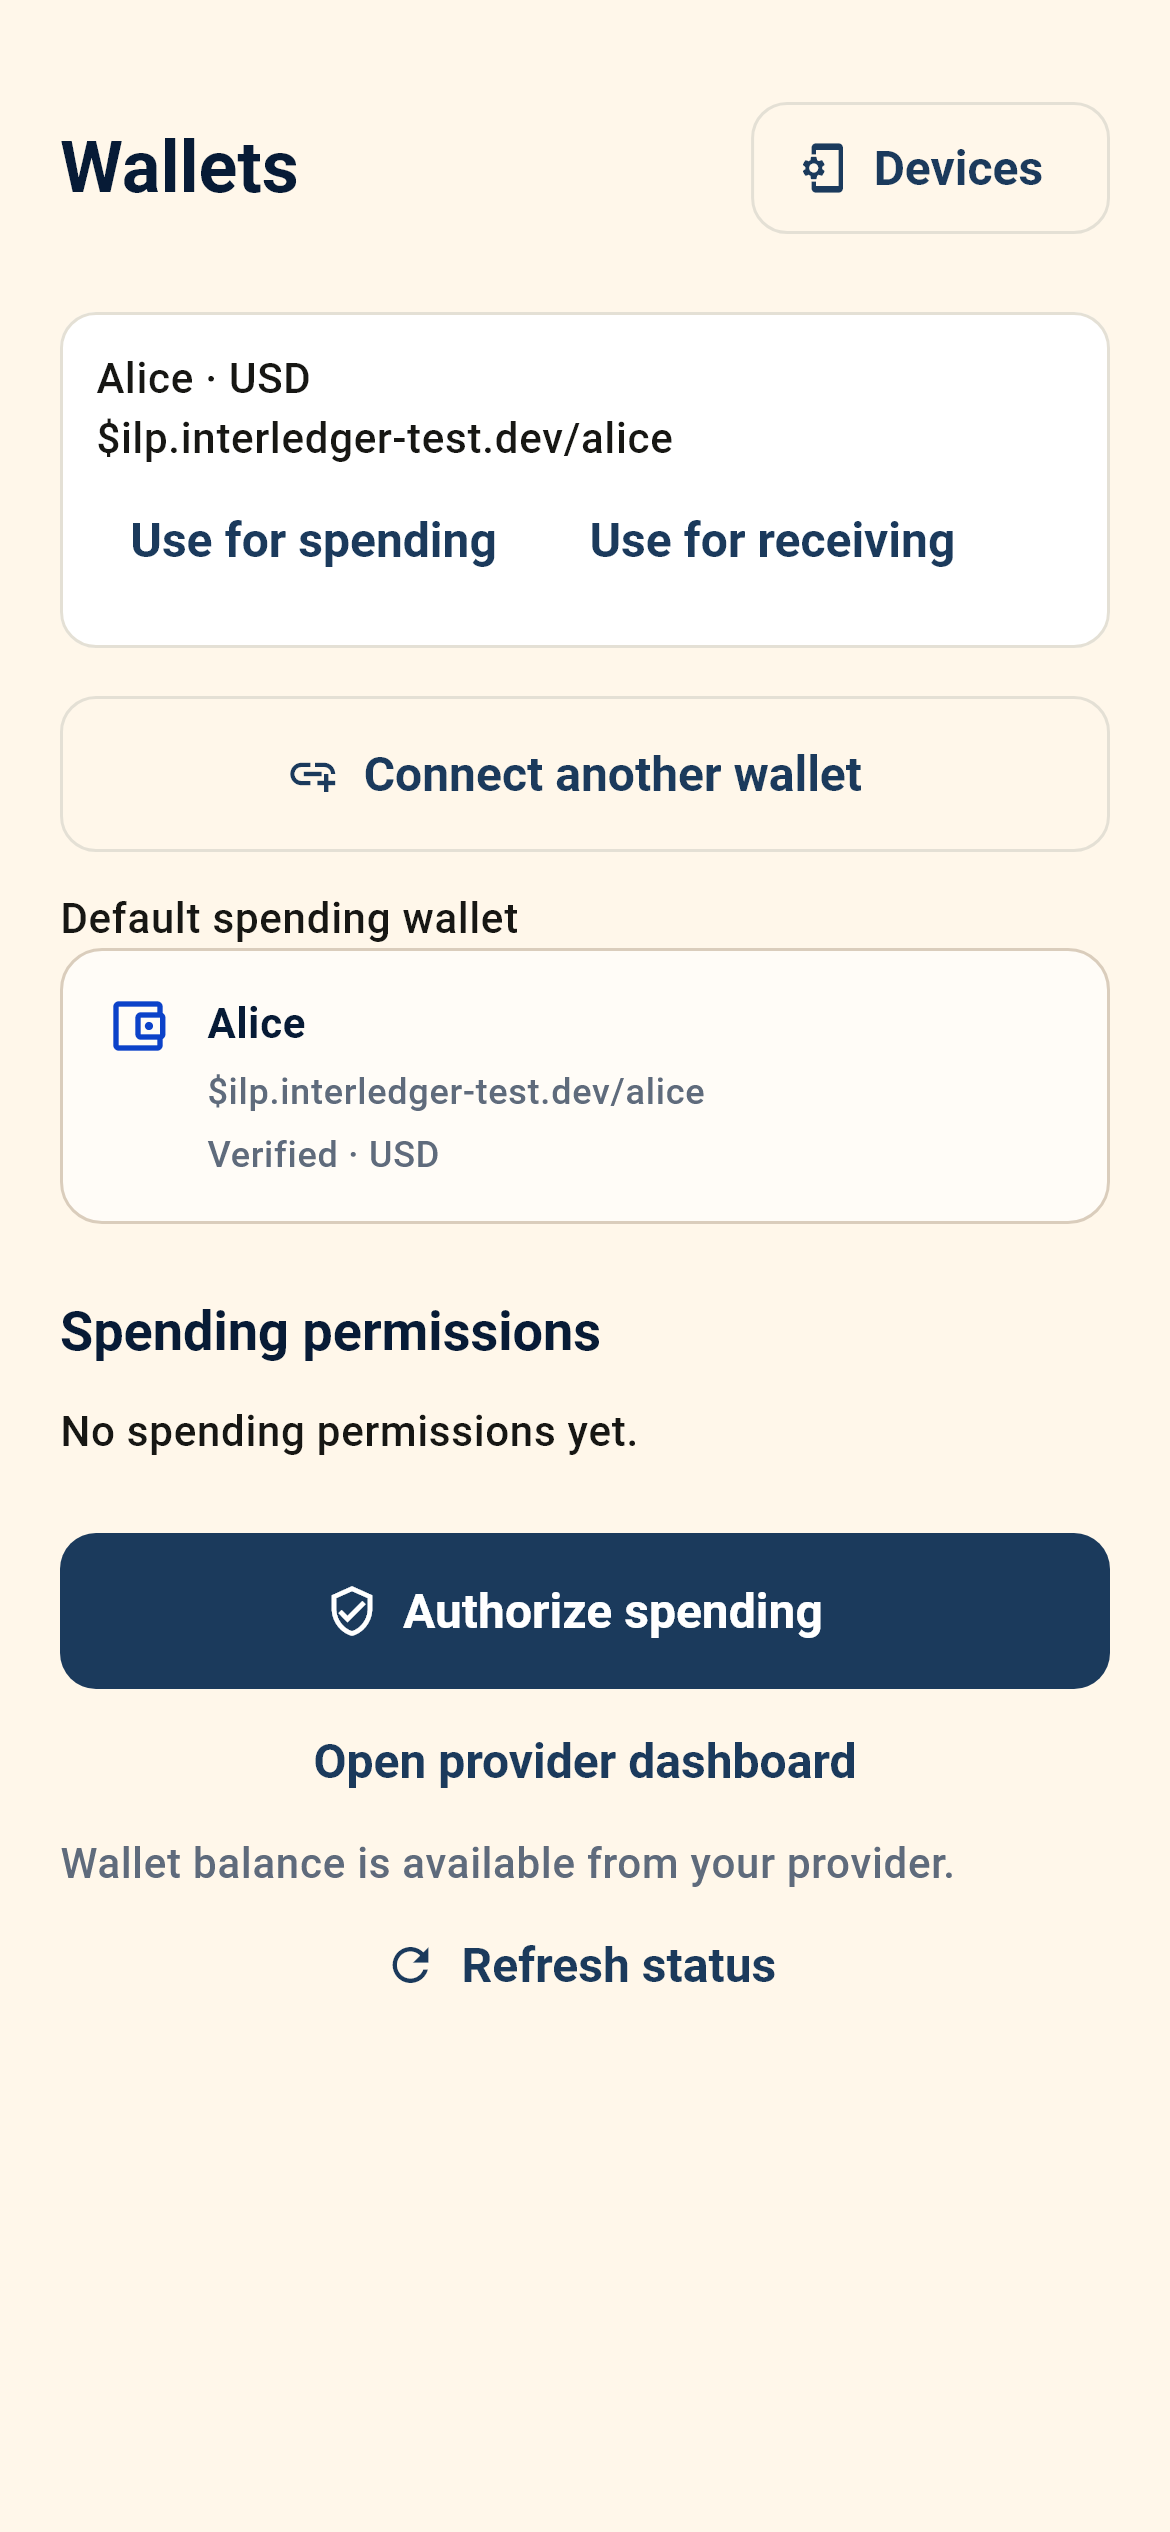 Wallets
Devices
Alice · USD
$ilp.interledger-test.dev/alice
Use for spending
Use for receiving
Connect another wallet
Default spending wallet
Alice
$ilp.interledger-test.dev/alice
Verified · USD
Spending permissions
No spending permissions yet.
Authorize spending
Open provider dashboard
Wallet balance is available from your provider.
Refresh status